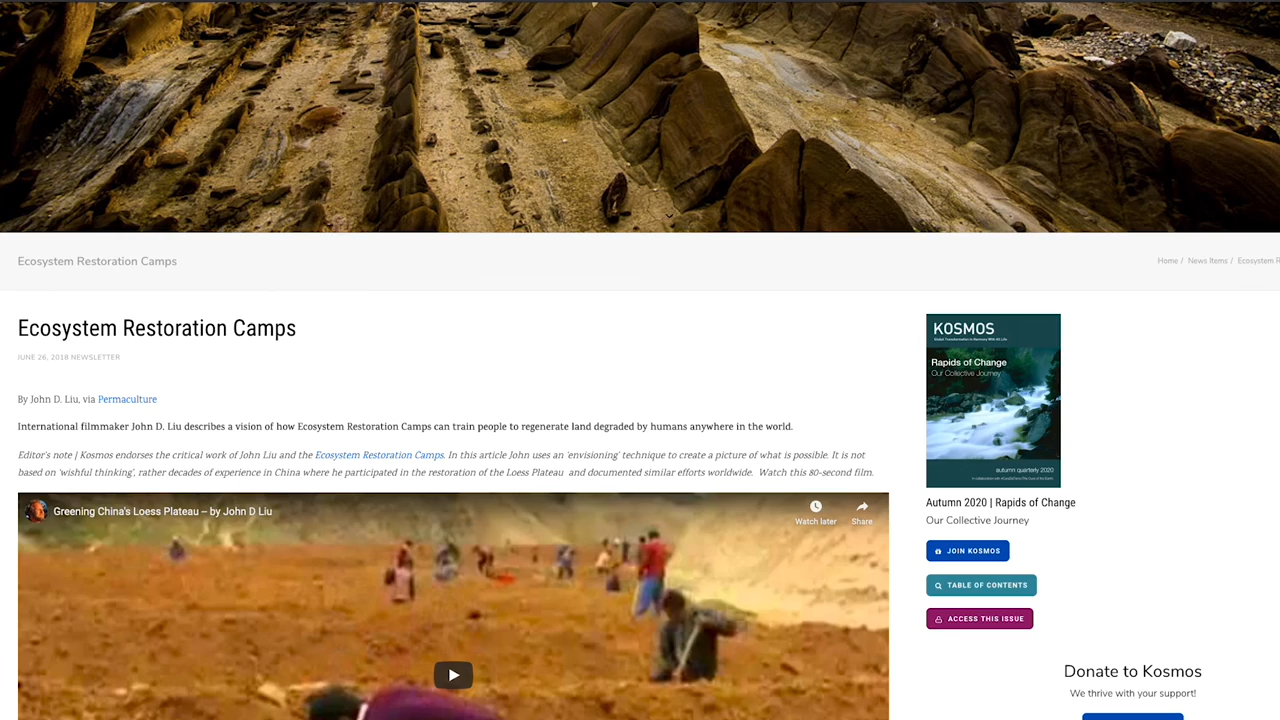 Ecosystem Restoration Camps
Home / News Items / Ecosystem R
Ecosystem Restoration Camps
JUNE 26, 2018 NEWSLETTER
By John D. Liu, via Permaculture
International filmmaker John D. Liu describes a vision of how Ecosystem Restoration Camps can train people to regenerate land degraded by humans anywhere in the world.
Editor's note | Kosmos endorses the critical work of John Liu and the Ecosystem Restoration Camps. In this article John uses an 'envisioning' technique to create a picture of what is possible. It is not
based on 'wishful thinking', rather decades of experience in China where he participated in the restoration of the Loess Plateau and documented similar efforts worldwide. Watch this 80-second film.
Greening China's Loess Plateau – by John D Liu
Watch later
Share
KOSMOS
Global Transformation in Harmony With All Life
Rapids of Change
Our Collective Journey
autumn quarterly 2020
Autumn 2020 | Rapids of Change
Our Collective Journey
JOIN KOSMOS
TABLE OF CONTENTS
ACCESS THIS ISSUE
Donate to Kosmos
We thrive with your support!